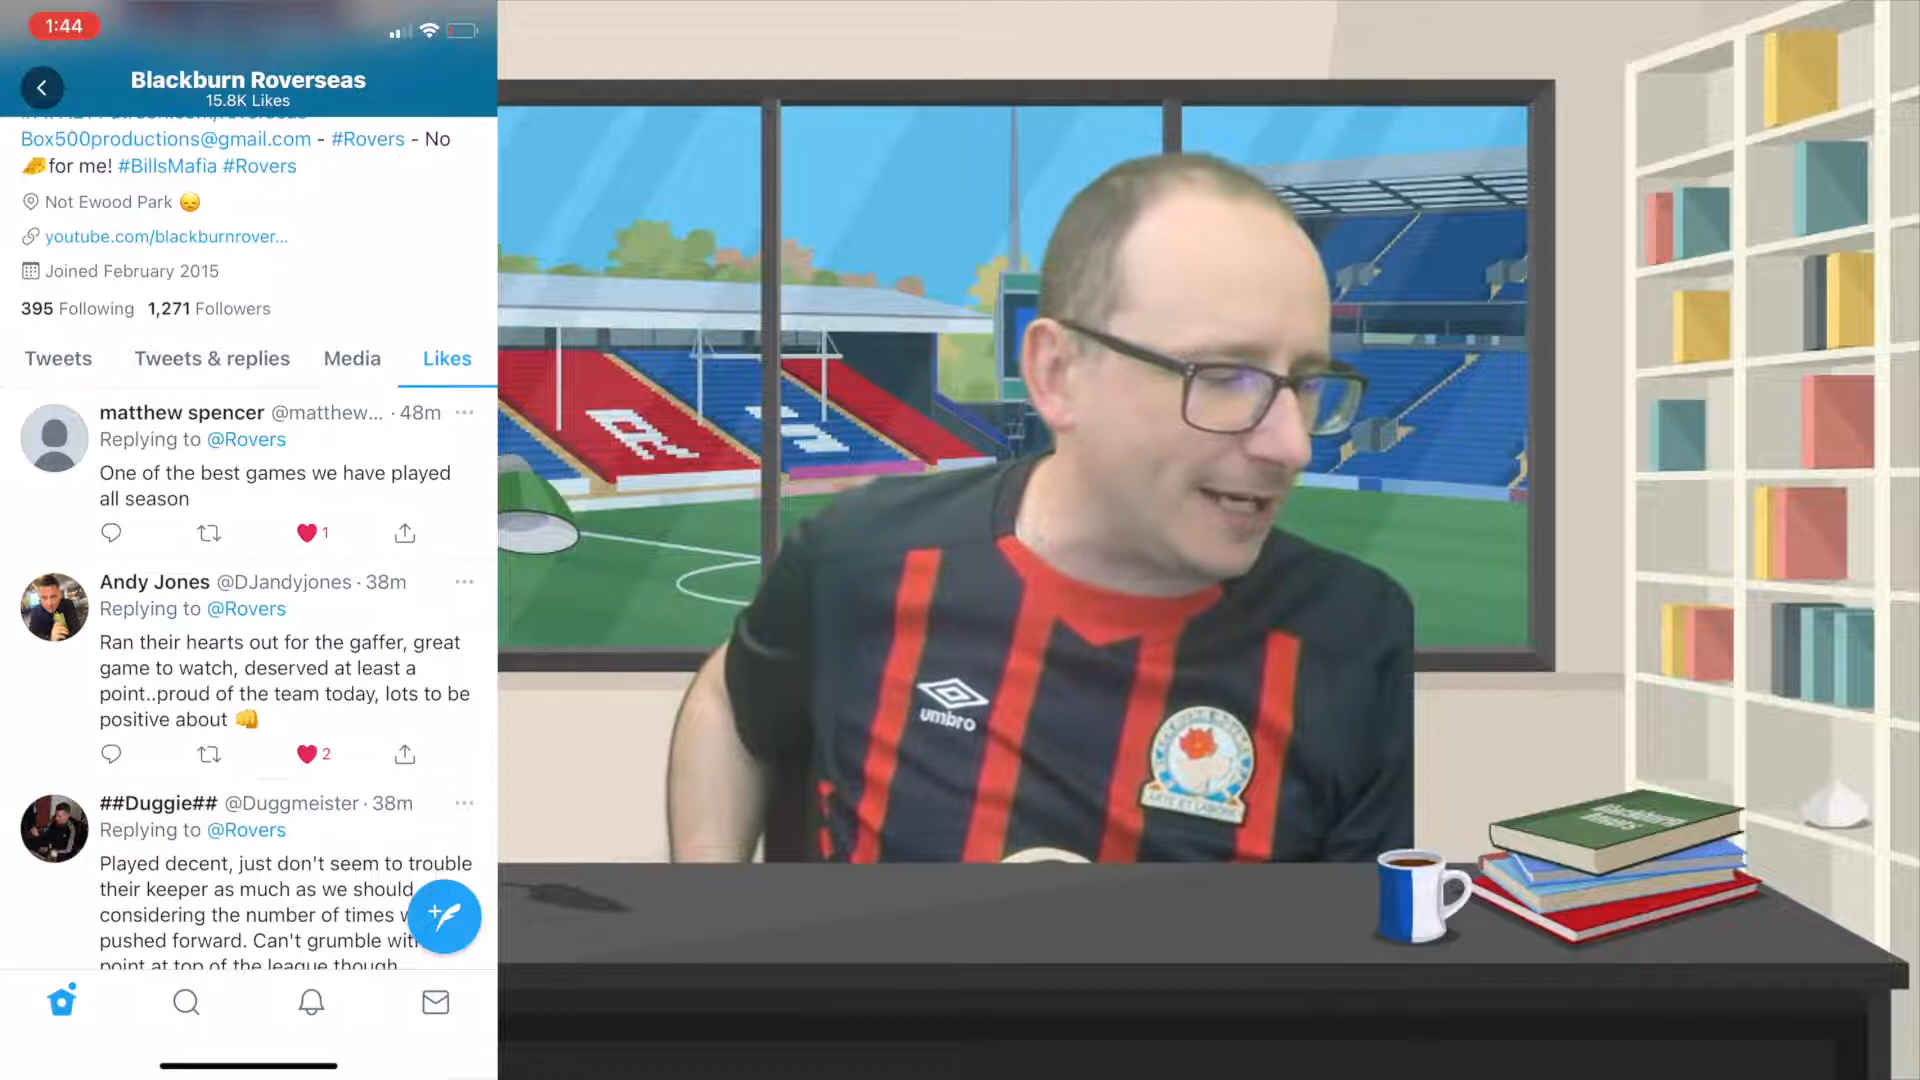 1:44
Blackburn Roverseas
15.8K Likes
Box500productions@gmail.com - #Rovers - No
🧀for me! #BillsMafia #Rovers
Not Ewood Park 😞
youtube.com/blackburnrover...
Joined February 2015
395 Following 1,271 Followers
Tweets Tweets & replies Media Likes
matthew spencer @matthew... · 48m
Replying to @Rovers
One of the best games we have played
all season
1
Andy Jones @DJandyjones · 38m
Replying to @Rovers
Ran their hearts out for the gaffer, great
game to watch, deserved at least a
point..proud of the team today, lots to be
positive about 👊
2
##Duggie## @Duggmeister · 38m
Replying to @Rovers
Played decent, just don't seem to trouble
their keeper as much as we should
considering the number of times
pushed forward. Can't grumble
point at top of the league though
umbro
ARTE ET LABORE
Blackburn
Rovers